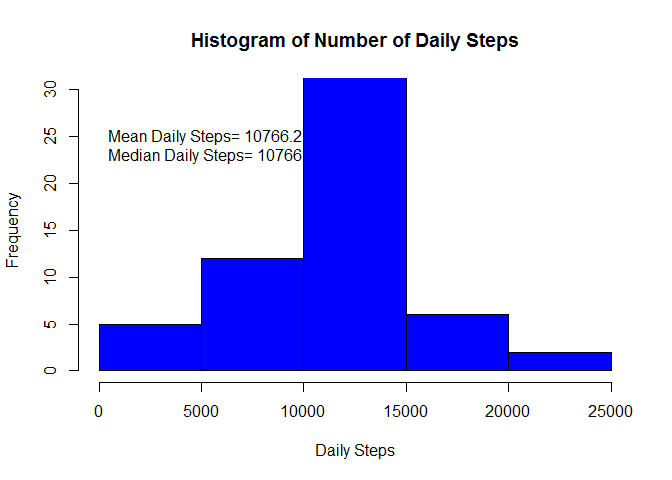 Histogram of Number of Daily Steps
Mean Daily Steps= 10766.2
Median Daily Steps= 10766
Frequency
30
25
20
15
10
5
0
0 5000 10000 15000 20000 25000
Daily Steps